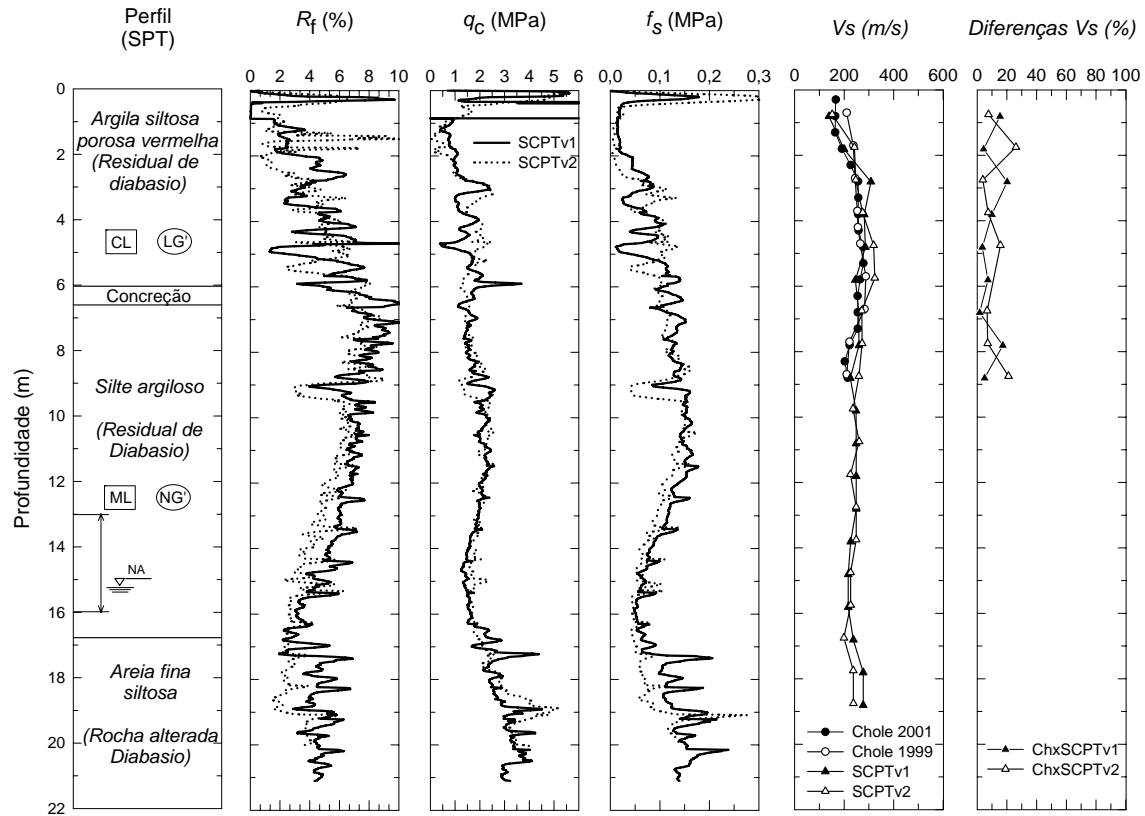 Perfil
(SPT)
Rf (%)
qc (MPa)
fs (MPa)
Vs (m/s)
Diferenças Vs (%)
0 2 4 6 8 10
0 1 2 3 4 5 6
0,0 0,1 0,2 0,3
0 200 400 600
0 20 40 60 80 100
Profundidade (m)
0
2
4
6
8
10
12
14
16
18
20
22
Argila siltosa
porosa vermelha
(Residual de
diabasio)
CL LG'
Concreção
Silte argiloso
(Residual de
Diabasio)
ML NG'
NA
Areia fina
siltosa
(Rocha alterada
Diabasio)
SCPTv1
SCPTv2
Chole 2001
Chole 1999
SCPTv1
SCPTv2
ChxSCPTv1
ChxSCPTv2